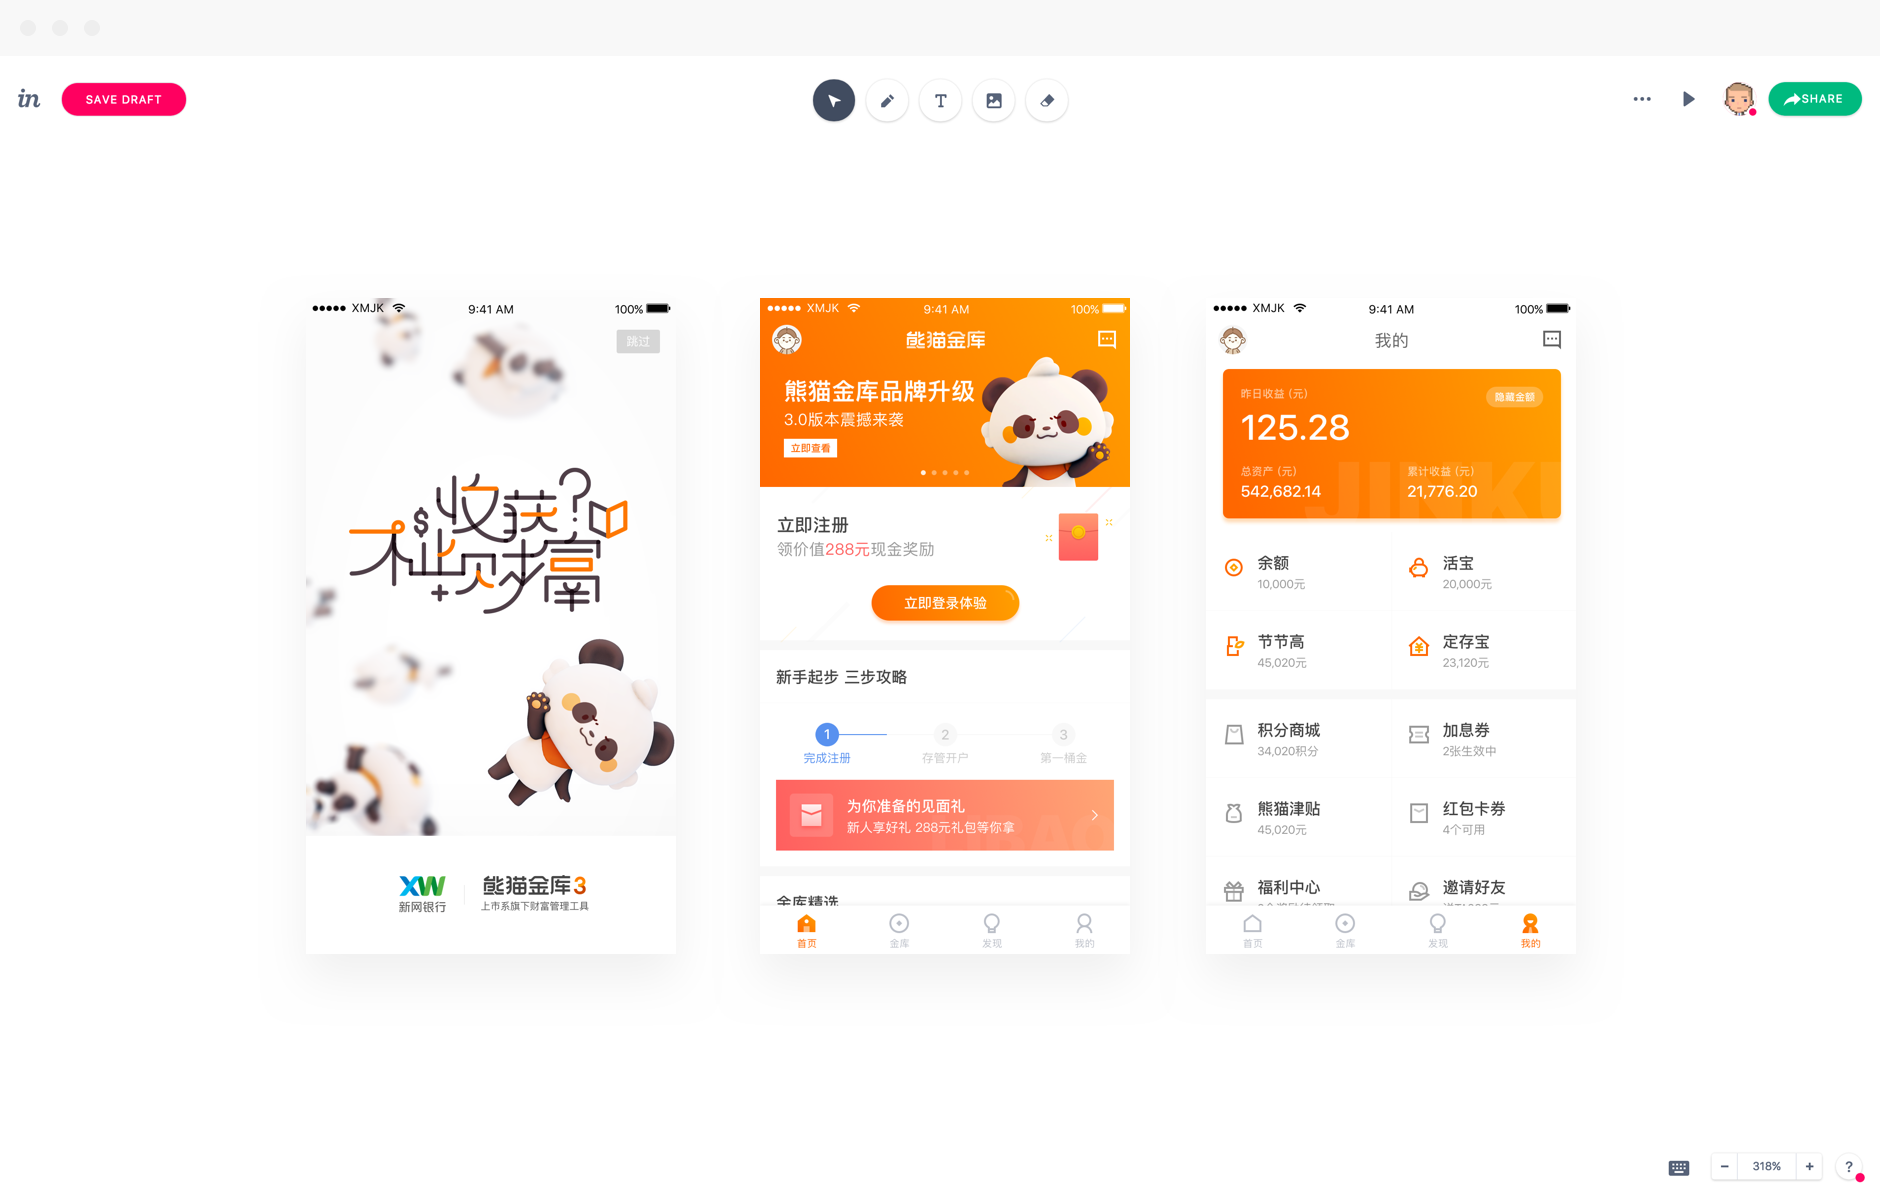 in
SAVE DRAFT
T
SHARE
XMJK
9:41 AM
100%
跳过
收获?
一种财富
XW
新网银行
熊猫金库3
上市系旗下财富管理工具
XMJK
9:41 AM
100%
熊猫金库
熊猫金库品牌升级
3.0版本震撼来袭
立即查看
立即注册
领价值288元现金奖励
立即登录体验
新手起步 三步攻略
1
2
3
完成注册
存管开户
第一桶金
为你准备的见面礼
新人享好礼 288元礼包等你拿
金库精选
首页
金库
发现
我的
XMJK
9:41 AM
100%
我的
昨日收益 (元)
隐藏金额
125.28
总资产 (元)
累计收益 (元)
542,682.14
21,776.20
余额
10,000元
活宝
20,000元
节节高
45,020元
定存宝
23,120元
积分商城
34,020积分
加息券
2张生效中
熊猫津贴
45,020元
红包卡券
4个可用
福利中心
邀请好友
首页
金库
发现
我的
318%
?